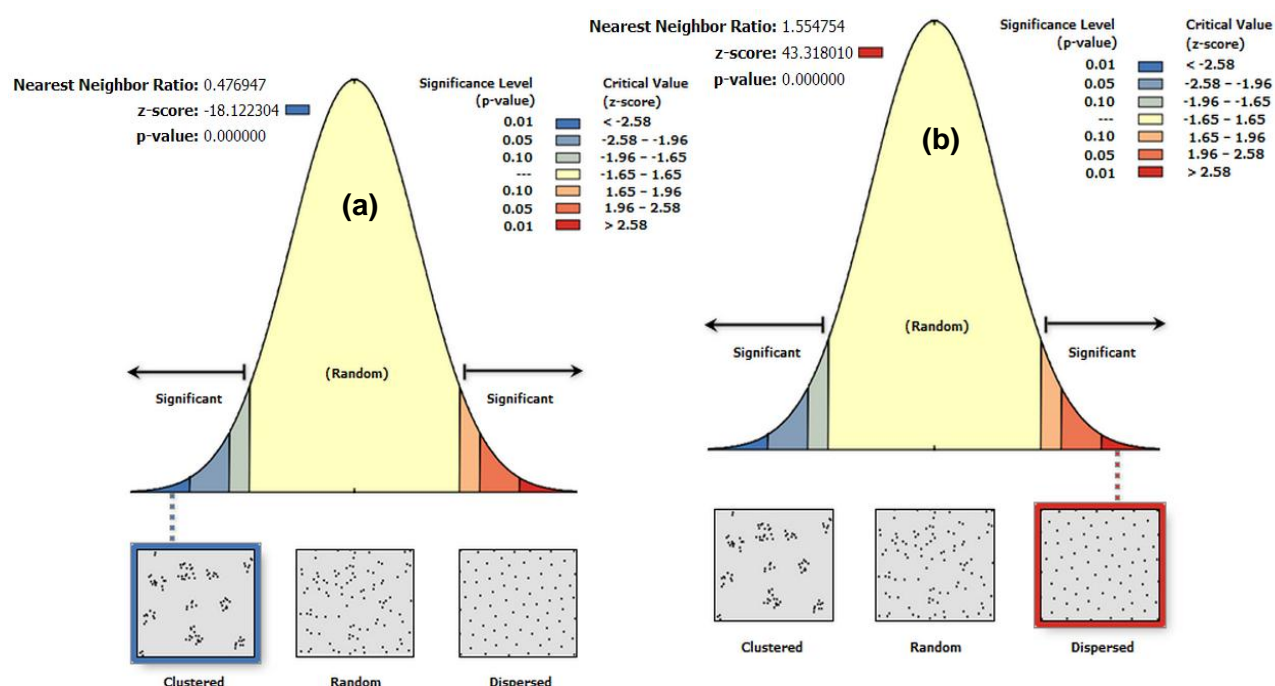 Nearest Neighbor Ratio: 0.476947
z-score: -18.122304
p-value: 0.000000
Significance Level Critical Value
(p-value) (z-score)
0.01 < -2.58
0.05 -2.58 – -1.96
0.10 -1.96 – -1.65
--- -1.65 – 1.65
0.10 1.65 – 1.96
0.05 1.96 – 2.58
0.01 > 2.58
(a)
(Random)
Significant Significant
Clustered Random Dispersed
Nearest Neighbor Ratio: 1.554754
z-score: 43.318010
p-value: 0.000000
Significance Level Critical Value
(p-value) (z-score)
0.01 < -2.58
0.05 -2.58 – -1.96
0.10 -1.96 – -1.65
--- -1.65 – 1.65
0.10 1.65 – 1.96
0.05 1.96 – 2.58
0.01 > 2.58
(b)
(Random)
Significant Significant
Clustered Random Dispersed